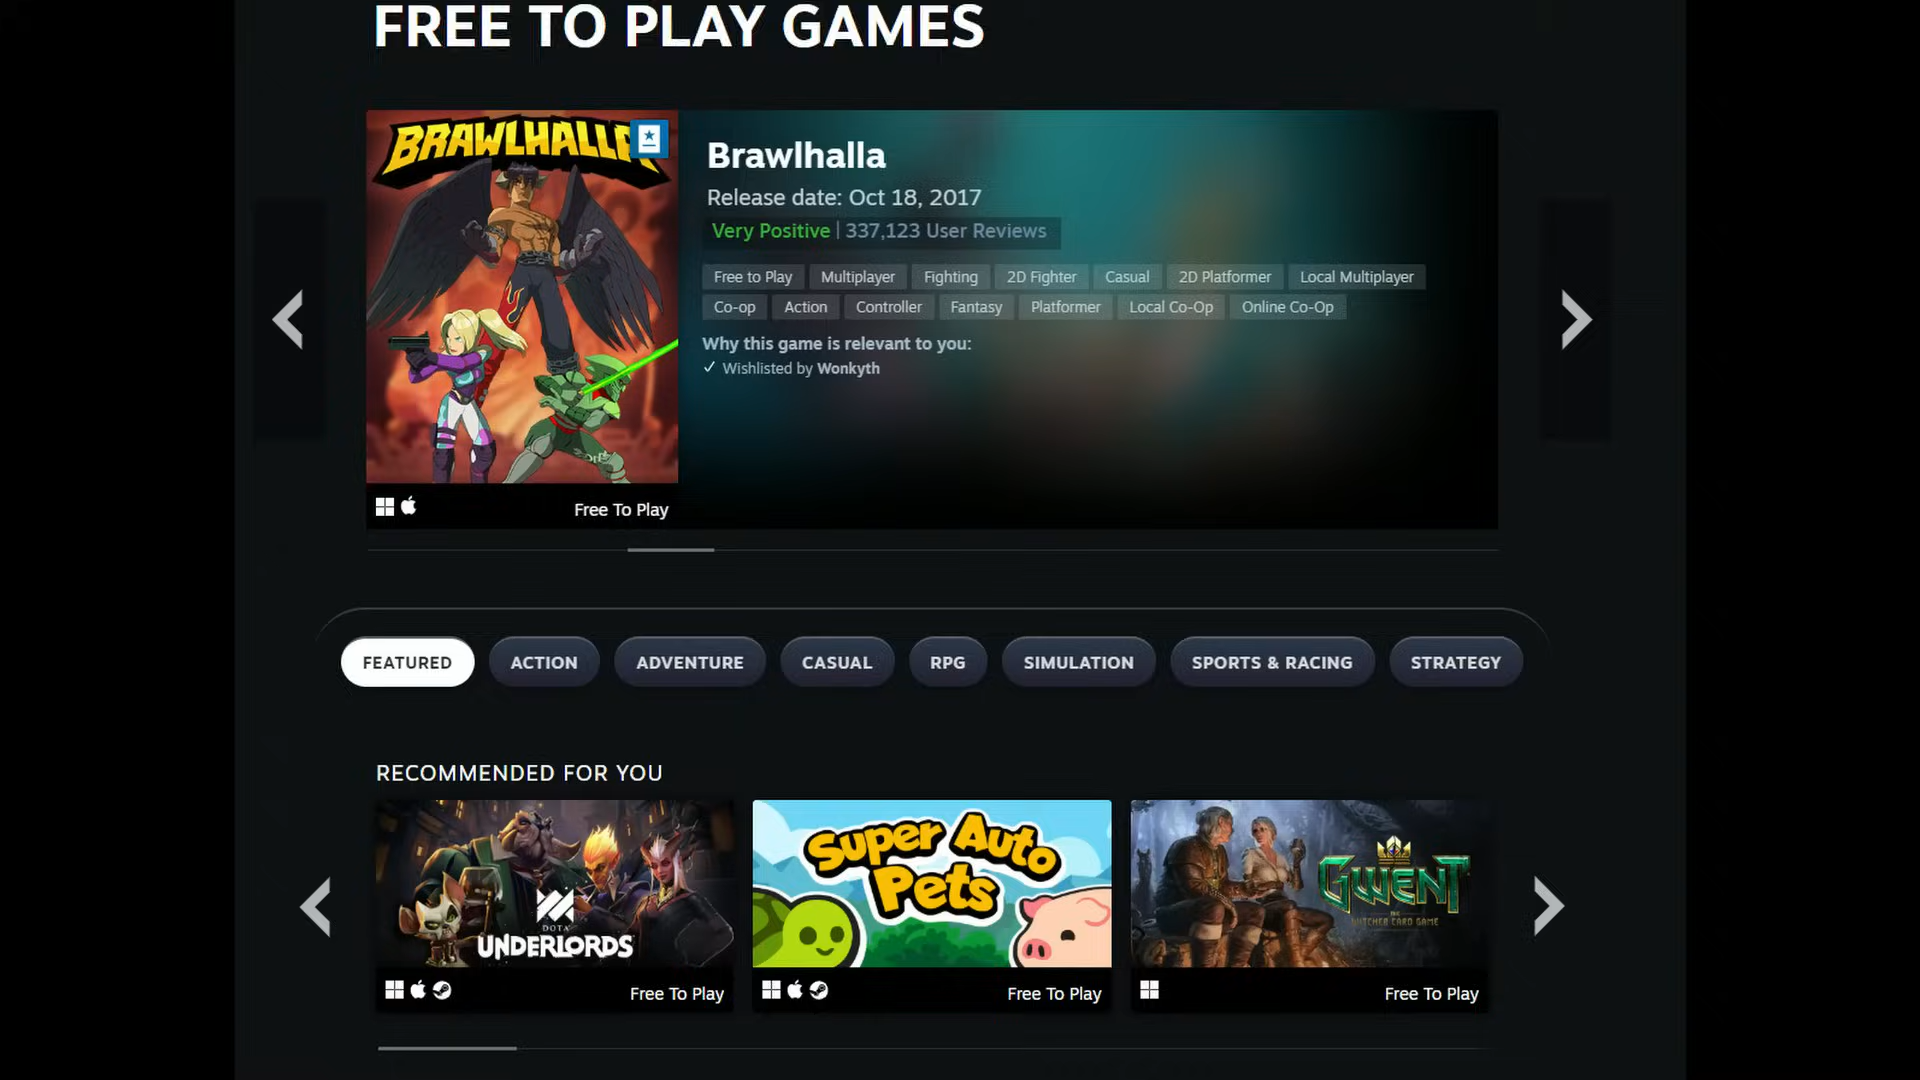 FREE TO PLAY GAMES
BRAWLHALLA
Brawlhalla
Release date: Oct 18, 2017
Very Positive | 337,123 User Reviews
Free to Play Multiplayer Fighting 2D Fighter Casual 2D Platformer Local Multiplayer
Co-op Action Controller Fantasy Platformer Local Co-Op Online Co-Op
Why this game is relevant to you:
Wishlisted by Wonkyth
Free To Play
FEATURED ACTION ADVENTURE CASUAL RPG SIMULATION SPORTS & RACING STRATEGY
RECOMMENDED FOR YOU
DOTA
UNDERLORDS
Free To Play
Super Auto
Pets
Free To Play
GWENT
THE
WITCHER CARD GAME
Free To Play